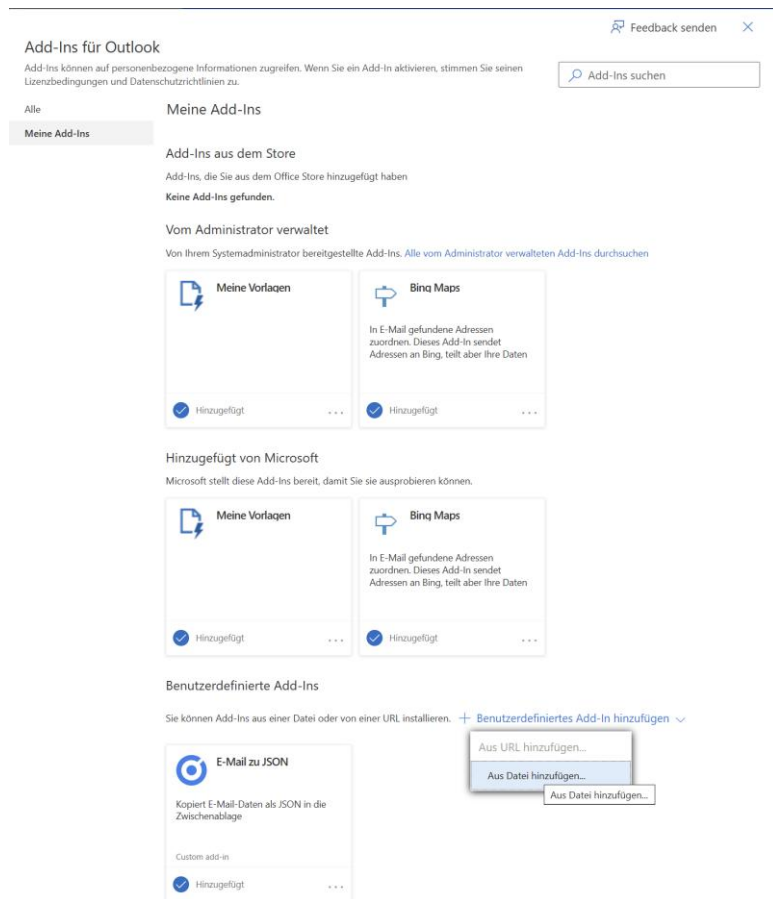 Feedback senden
Add-Ins für Outlook
Add-Ins können auf personenbezogene Informationen zugreifen. Wenn Sie ein Add-In aktivieren, stimmen Sie seinen
Lizenzbedingungen und Datenschutzrichtlinien zu.
Add-Ins suchen
Alle
Meine Add-Ins
Meine Add-Ins
Add-Ins aus dem Store
Add-Ins, die Sie aus dem Office Store hinzugefügt haben
Keine Add-Ins gefunden.
Vom Administrator verwaltet
Von Ihrem Systemadministrator bereitgestellte Add-Ins. Alle vom Administrator verwalteten Add-Ins durchsuchen
Meine Vorlagen
Hinzugefügt
...
Bing Maps
In E-Mail gefundene Adressen
zuordnen. Dieses Add-In sendet
Adressen an Bing, teilt aber Ihre Daten
Hinzugefügt
...
Hinzugefügt von Microsoft
Microsoft stellt diese Add-Ins bereit, damit Sie sie ausprobieren können.
Meine Vorlagen
Hinzugefügt
...
Bing Maps
In E-Mail gefundene Adressen
zuordnen. Dieses Add-In sendet
Adressen an Bing, teilt aber Ihre Daten
Hinzugefügt
...
Benutzerdefinierte Add-Ins
Sie können Add-Ins aus einer Datei oder von einer URL installieren. + Benutzerdefiniertes Add-In hinzufügen
Aus URL hinzufügen...
Aus Datei hinzufügen...
Aus Datei hinzufügen...
E-Mail zu JSON
Kopiert E-Mail-Daten als JSON in die
Zwischenablage
Custom add-in
Hinzugefügt
...